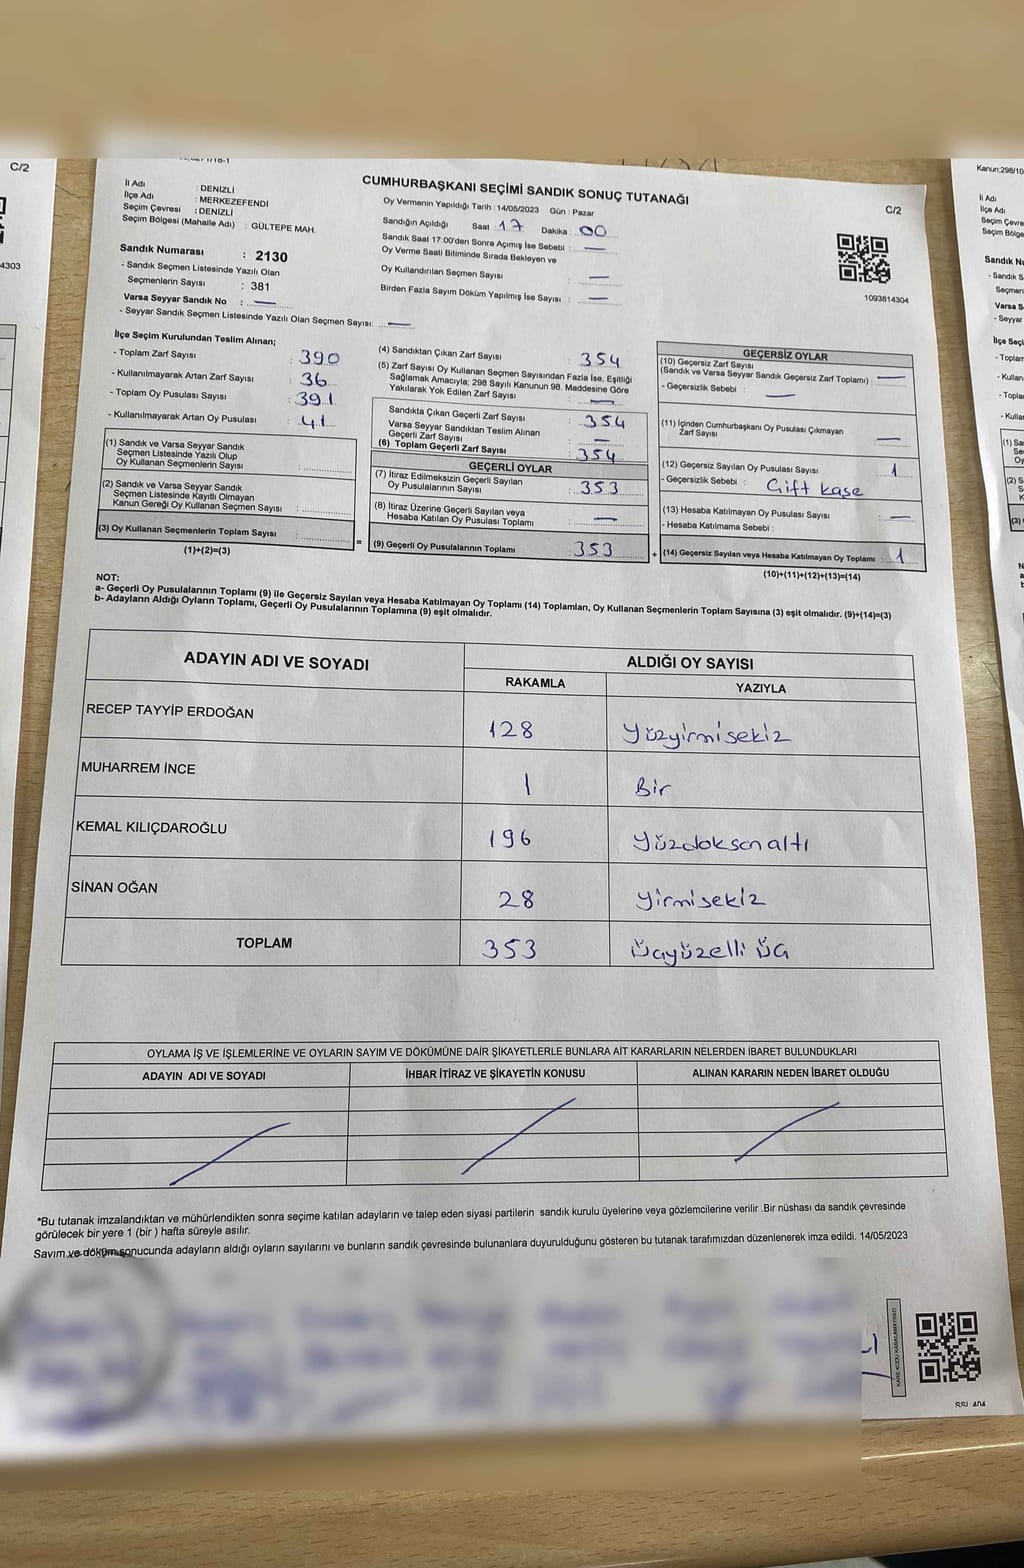 C/2
CUMHURBAŞKANI SEÇİMİ SANDIK SONUÇ TUTANAĞI
C/2
İl Adı : DENİZLİ
İlçe Adı : MERKEZEFENDİ
Seçim Çevresi : DENİZLİ
Seçim Bölgesi (Mahalle Adı) : GÜLTEPE MAH.
Oy Vermenin Yapıldığı Tarih : 14/05/2023 Gün : Pazar
Sandığın Açıldığı Saat 17 Dakika : 00
Sandık Saat 17:00'den Sonra Açımış İse Sebebi : —
Oy Verme Saati Bitiminde Sırada Bekleyen ve
Oy Kullandırılan Seçmen Sayısı : —
Birden Fazla Sayım Döküm Yapılmış İse Sayısı : —
1093814304
Sandık Numarası : 2130
- Sandık Seçmen Listesinde Yazılı Olan
Seçmenlerin Sayısı : 381
Varsa Seyyar Sandık No : —
- Seyyar Sandık Seçmen Listesinde Yazılı Olan Seçmen Sayısı: —
İlçe Seçim Kurulundan Teslim Alınan;
- Toplam Zarf Sayısı : 390
- Kullanılmayarak Artan Zarf Sayısı : 36
- Toplam Oy Pusulası Sayısı : 391
- Kullanılmayarak Artan Oy Pusulası : 41
(1) Sandık ve Varsa Seyyar Sandık
Seçmen Listesinde Yazılı Olup
Oy Kullanan Seçmenlerin Sayısı :
(2) Sandık ve Varsa Seyyar Sandık
Seçmen Listesinde Kayıtlı Olmayan
Kanun Gereği Oy Kullanan Seçmen Sayısı :
(3) Oy Kullanan Seçmenlerin Toplam Sayısı :
(1)+(2)=(3)
=
(4) Sandıktan Çıkan Zarf Sayısı : 354
(5) Zarf Sayısı Oy Kullanan Seçmen Sayısından Fazla İse, Eşitliği
Sağlamak Amacıyla; 298 Sayılı Kanunun 98. Maddesine Göre
Yakılarak Yok Edilen Zarf Sayısı : —
Sandıkta Çıkan Geçerli Zarf Sayısı : 354
Varsa Seyyar Sandıktan Teslim Alınan
Geçerli Zarf Sayısı : —
(6) Toplam Geçerli Zarf Sayısı : 354
GEÇERLİ OYLAR
(7) İtiraz Edilmeksizin Geçerli Sayılan
Oy Pusulalarının Sayısı : 353
(8) İtiraz Üzerine Geçerli Sayılan veya
Hesaba Katılan Oy Pusulası Toplamı : —
(9) Geçerli Oy Pusulalarının Toplamı : 353
+
GEÇERSİZ OYLAR
(10) Geçersiz Zarf Sayısı
(Sandık ve Varsa Seyyar Sandık Geçersiz Zarf Toplamı) : —
- Geçersizlik Sebebi : —
(11) İçinden Cumhurbaşkanı Oy Pusulası Çıkmayan
Zarf Sayısı : —
(12) Geçersiz Sayılan Oy Pusulası Sayısı : 1
- Geçersizlik Sebebi : Çift kaşe
(13) Hesaba Katılmayan Oy Pusulası Sayısı : —
- Hesaba Katılmama Sebebi :
(14) Geçersiz Sayılan veya Hesaba Katılmayan Oy Toplamı : 1
(10)+(11)+(12)+(13)=(14)
NOT:
a- Geçerli Oy Pusulalarının Toplamı (9) ile Geçersiz Sayılan veya Hesaba Katılmayan Oy Toplamı (14) Toplamları, Oy Kullanan Seçmenlerin Toplam Sayısına (3) eşit olmalıdır. (9)+(14)=(3)
b- Adayların Aldığı Oyların Toplamı, Geçerli Oy Pusulalarının Toplamına (9) eşit olmalıdır.
ADAYIN ADI VE SOYADI ALDIĞI OY SAYISI
RAKAMLA YAZIYLA
RECEP TAYYİP ERDOĞAN 128 Yüzyirmisekiz
MUHARREM İNCE 1 Bir
KEMAL KILIÇDAROĞLU 196 Yüzdoksanaltı
SİNAN OĞAN 28 Yirmisekiz
TOPLAM 353 Üçyüzelli Üç
OYLAMA İŞ VE İŞLEMLERİNE VE OYLARIN SAYIM VE DÖKÜMÜNE DAİR ŞİKAYETLERLE BUNLARA AİT KARARLARIN NELERDEN İBARET BULUNDUKLARI
ADAYIN ADI VE SOYADI İHBAR İTİRAZ VE ŞİKAYETİN KONUSU ALINAN KARARIN NEDEN İBARET OLDUĞU
*Bu tutanak imzalandıktan ve mühürlendikten sonra seçime katılan adayların ve talep eden siyasi partilerin sandık kurulu üyelerine veya gözlemcilerine verilir .Bir nüshası da sandık çevresinde
görülecek bir yere 1 (bir ) hafta süreyle asılır.
Sayım ve döküm sonucunda adayların aldığı oyların sayılarını ve bunların sandık çevresinde bulunanlara duyurulduğunu gösteren bu tutanak tarafımızdan düzenlenerek imza edildi. 14/05/2023
KARE KODU KARALAMAYINIZ!